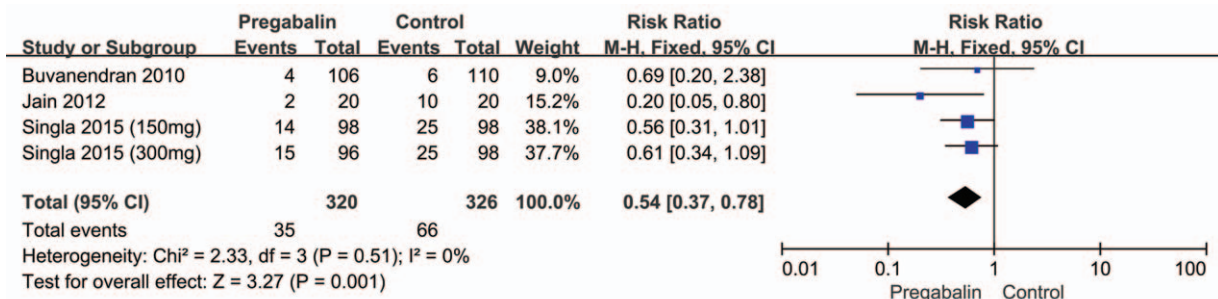 Pregabalin Control Risk Ratio Risk Ratio
Study or Subgroup Events Total Events Total Weight M-H, Fixed, 95% CI M-H, Fixed, 95% CI
Buvanendran 2010 4 106 6 110 9.0% 0.69 [0.20, 2.38]
Jain 2012 2 20 10 20 15.2% 0.20 [0.05, 0.80]
Singla 2015 (150mg) 14 98 25 98 38.1% 0.56 [0.31, 1.01]
Singla 2015 (300mg) 15 96 25 98 37.7% 0.61 [0.34, 1.09]
Total (95% CI) 320 326 100.0% 0.54 [0.37, 0.78]
Total events 35 66
Heterogeneity: Chi² = 2.33, df = 3 (P = 0.51); I² = 0%
Test for overall effect: Z = 3.27 (P = 0.001)
0.01 0.1 1 10 100
Pregabalin Control